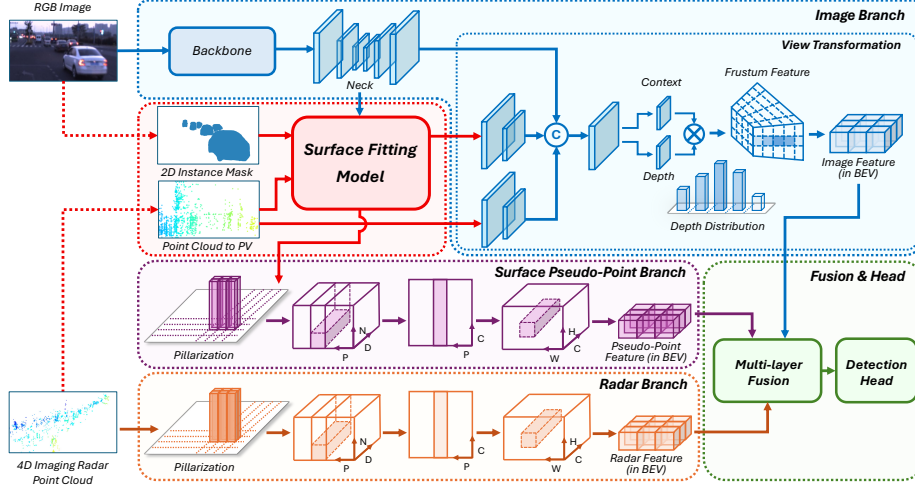 RGB Image
Image Branch
Backbone
Neck
View Transformation
Context
Frustum Feature
C
Depth
Image Feature
(in BEV)
Depth Distribution
2D Instance Mask
Surface Fitting
Model
Point Cloud to PV
Surface Pseudo-Point Branch
Pillarization
N
D
P
C
P
H
C
W
Pseudo-Point
Feature (in BEV)
Fusion & Head
Multi-layer
Fusion
Detection
Head
Radar Branch
4D Imaging Radar
Point Cloud
Pillarization
N
D
P
C
P
H
C
W
Radar Feature
(in BEV)